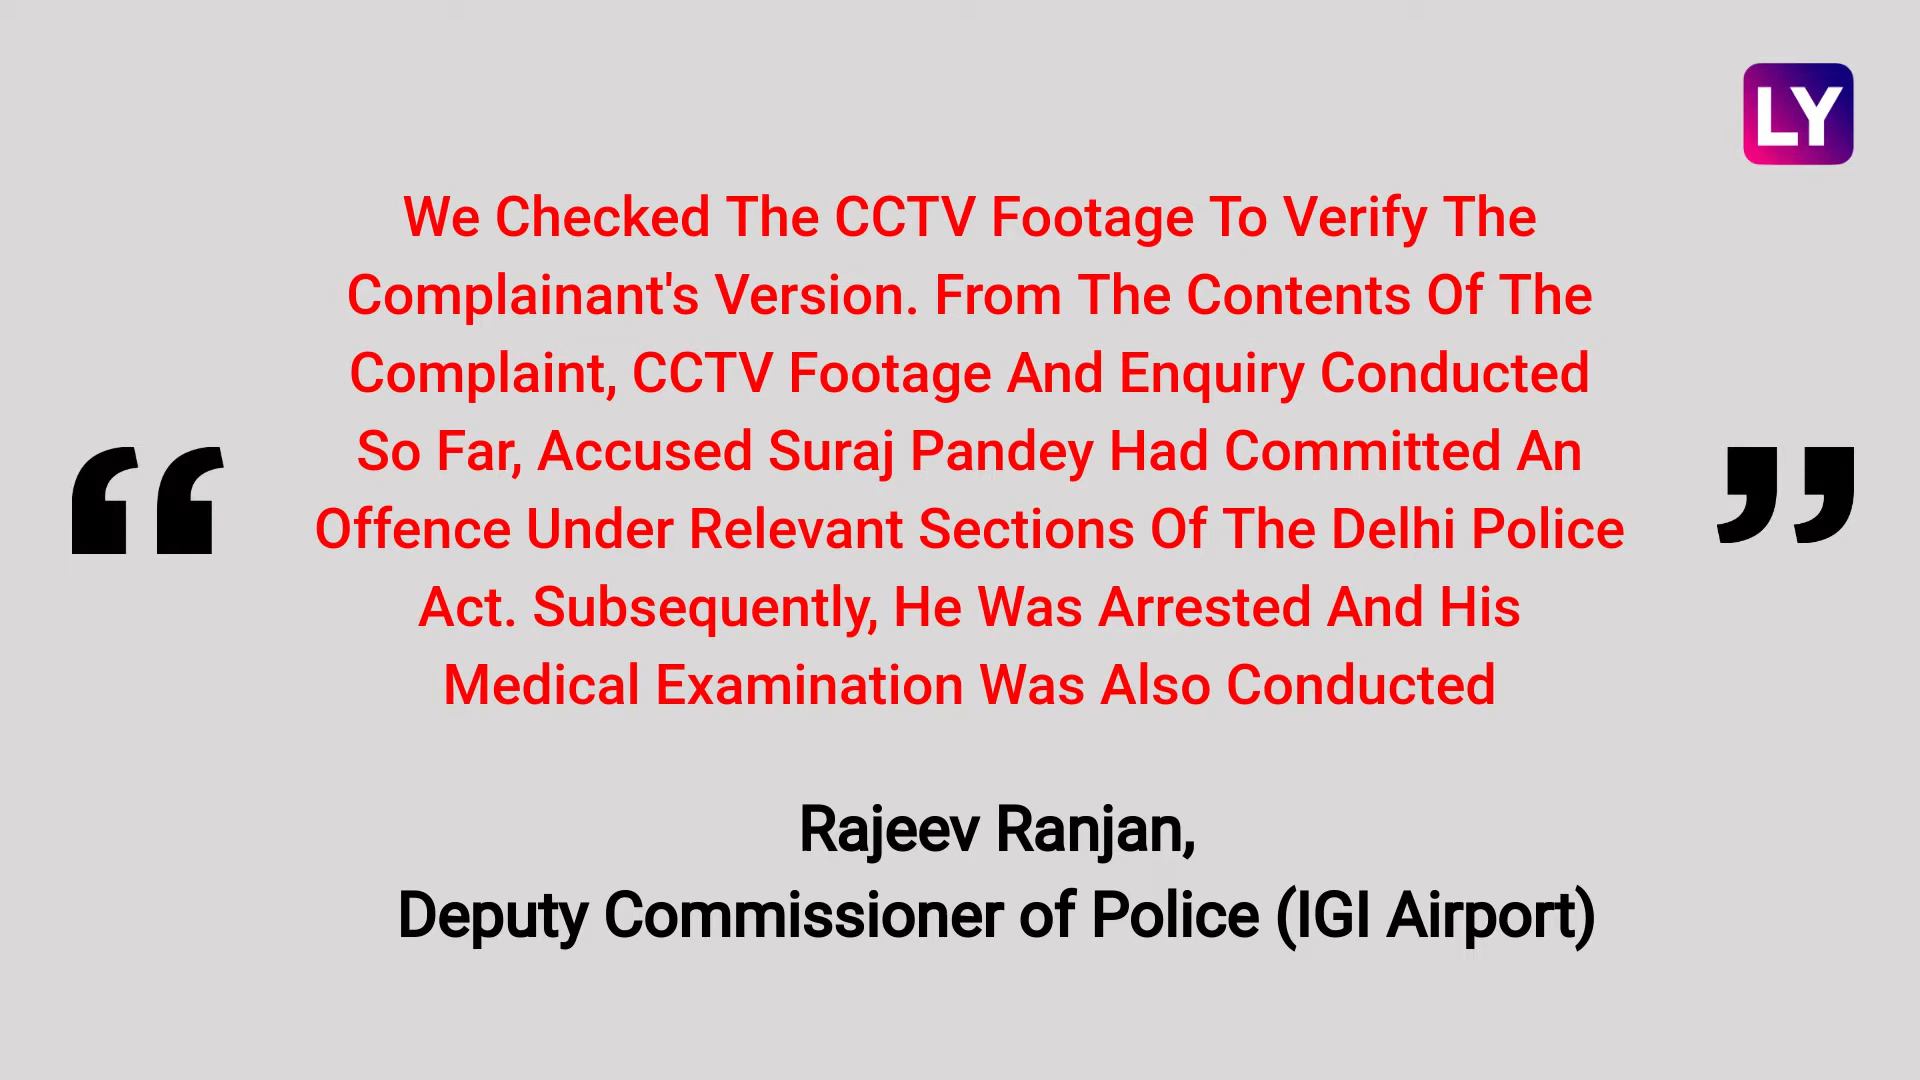 LY
We Checked The CCTV Footage To Verify The
Complainant's Version. From The Contents Of The
Complaint, CCTV Footage And Enquiry Conducted
So Far, Accused Suraj Pandey Had Committed An
Offence Under Relevant Sections Of The Delhi Police
Act. Subsequently, He Was Arrested And His
Medical Examination Was Also Conducted
Rajeev Ranjan,
Deputy Commissioner of Police (IGI Airport)